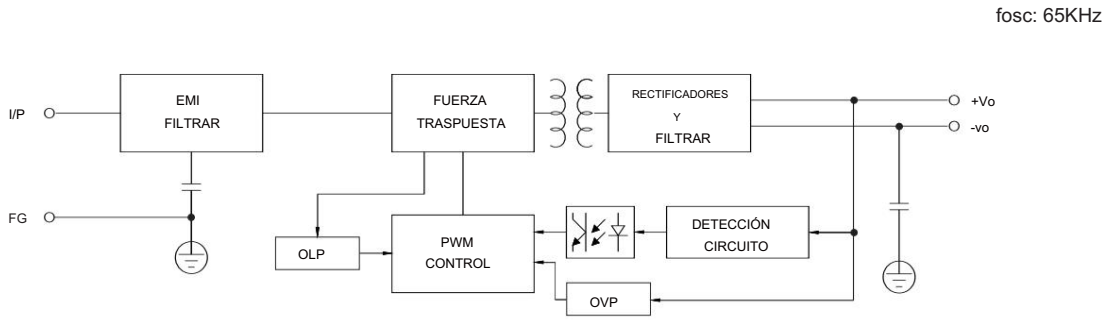 fosc: 65KHz
I/P
EMI
FILTRAR
FUERZA
TRASPUESTA
RECTIFICADORES
Y
FILTRAR
+Vo
-vo
FG
OLP
PWM
CONTROL
DETECCIÓN
CIRCUITO
OVP